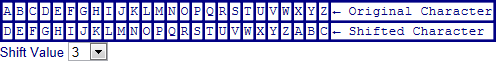 A B C D E F G H I J K L M N O P Q R S T U V W X Y Z ← Original Character
D E F G H I J K L M N O P Q R S T U V W X Y Z A B C ← Shifted Character
Shift Value 3